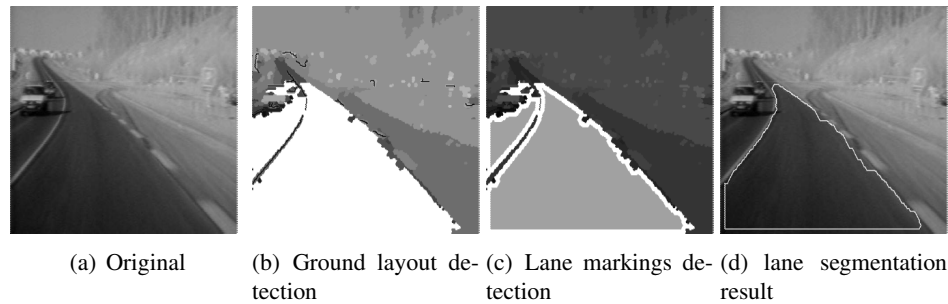 (a) Original
(b) Ground layout de-
tection
(c) Lane markings de-
tection
(d) lane segmentation
result